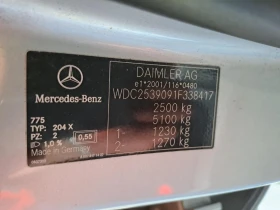 DAIMLER AG
e1*2001/116*0480
WDC2539091F338417
2500 kg
5100 kg
1- 1230 kg
2- 1270 kg
Mercedes-Benz
775
TYP: 204 X
PZ: 2
1,0 % 0,55
Made in Germany